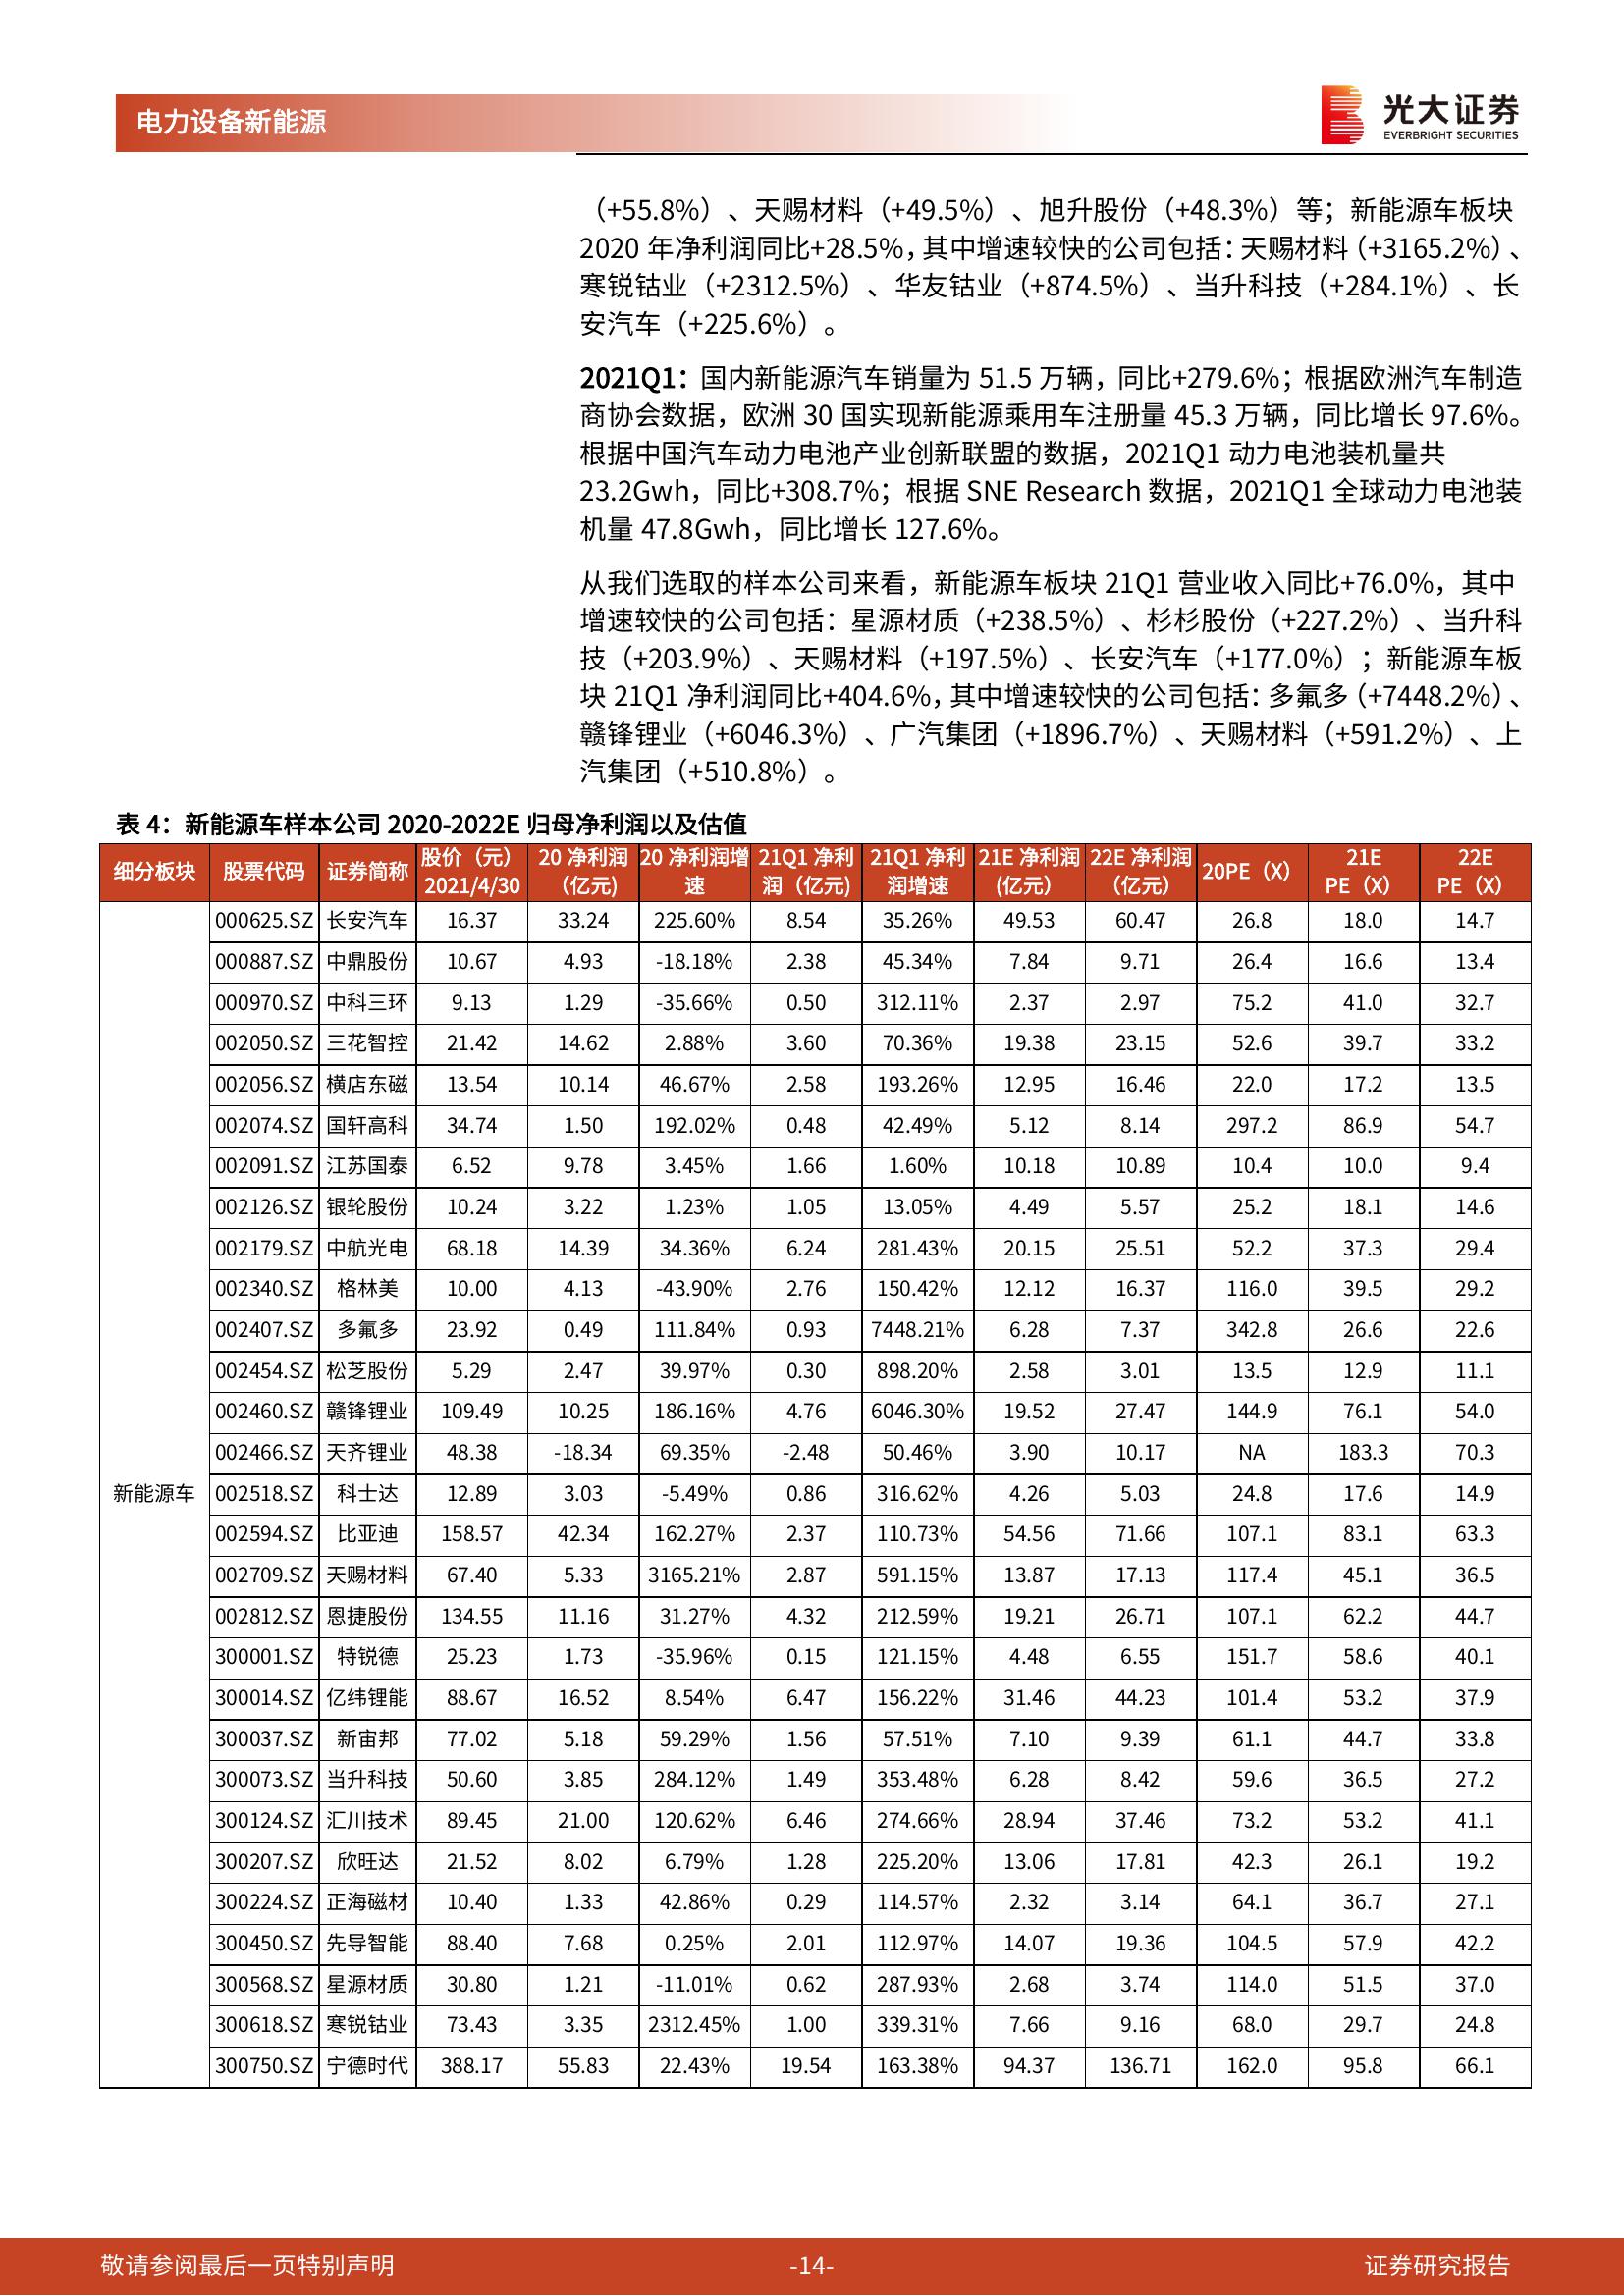 电力设备新能源
光大证券
EVERBRIGHT SECURITIES
（+55.8%）、天赐材料（+49.5%）、旭升股份（+48.3%）等；新能源车板块
2020 年净利润同比+28.5%，其中增速较快的公司包括：天赐材料（+3165.2%）、
寒锐钴业（+2312.5%）、华友钴业（+874.5%）、当升科技（+284.1%）、长
安汽车（+225.6%）。
2021Q1：国内新能源汽车销量为 51.5 万辆，同比+279.6%；根据欧洲汽车制造
商协会数据，欧洲 30 国实现新能源乘用车注册量 45.3 万辆，同比增长 97.6%。
根据中国汽车动力电池产业创新联盟的数据，2021Q1 动力电池装机量共
23.2Gwh，同比+308.7%；根据 SNE Research 数据，2021Q1 全球动力电池装
机量 47.8Gwh，同比增长 127.6%。
从我们选取的样本公司来看，新能源车板块 21Q1 营业收入同比+76.0%，其中
增速较快的公司包括：星源材质（+238.5%）、杉杉股份（+227.2%）、当升科
技（+203.9%）、天赐材料（+197.5%）、长安汽车（+177.0%）；新能源车板
块 21Q1 净利润同比+404.6%，其中增速较快的公司包括：多氟多（+7448.2%）、
赣锋锂业（+6046.3%）、广汽集团（+1896.7%）、天赐材料（+591.2%）、上
汽集团（+510.8%）。
表 4：新能源车样本公司 2020-2022E 归母净利润以及估值
细分板块 股票代码 证券简称 股价（元）2021/4/30 20 净利润（亿元) 20 净利润增速 21Q1 净利润（亿元) 21Q1 净利润增速 21E 净利润(亿元） 22E 净利润（亿元） 20PE（X） 21E PE（X） 22E PE（X）
000625.SZ 长安汽车 16.37 33.24 225.60% 8.54 35.26% 49.53 60.47 26.8 18.0 14.7
000887.SZ 中鼎股份 10.67 4.93 -18.18% 2.38 45.34% 7.84 9.71 26.4 16.6 13.4
000970.SZ 中科三环 9.13 1.29 -35.66% 0.50 312.11% 2.37 2.97 75.2 41.0 32.7
002050.SZ 三花智控 21.42 14.62 2.88% 3.60 70.36% 19.38 23.15 52.6 39.7 33.2
002056.SZ 横店东磁 13.54 10.14 46.67% 2.58 193.26% 12.95 16.46 22.0 17.2 13.5
002074.SZ 国轩高科 34.74 1.50 192.02% 0.48 42.49% 5.12 8.14 297.2 86.9 54.7
002091.SZ 江苏国泰 6.52 9.78 3.45% 1.66 1.60% 10.18 10.89 10.4 10.0 9.4
002126.SZ 银轮股份 10.24 3.22 1.23% 1.05 13.05% 4.49 5.57 25.2 18.1 14.6
002179.SZ 中航光电 68.18 14.39 34.36% 6.24 281.43% 20.15 25.51 52.2 37.3 29.4
002340.SZ 格林美 10.00 4.13 -43.90% 2.76 150.42% 12.12 16.37 116.0 39.5 29.2
002407.SZ 多氟多 23.92 0.49 111.84% 0.93 7448.21% 6.28 7.37 342.8 26.6 22.6
002454.SZ 松芝股份 5.29 2.47 39.97% 0.30 898.20% 2.58 3.01 13.5 12.9 11.1
002460.SZ 赣锋锂业 109.49 10.25 186.16% 4.76 6046.30% 19.52 27.47 144.9 76.1 54.0
002466.SZ 天齐锂业 48.38 -18.34 69.35% -2.48 50.46% 3.90 10.17 NA 183.3 70.3
新能源车 002518.SZ 科士达 12.89 3.03 -5.49% 0.86 316.62% 4.26 5.03 24.8 17.6 14.9
002594.SZ 比亚迪 158.57 42.34 162.27% 2.37 110.73% 54.56 71.66 107.1 83.1 63.3
002709.SZ 天赐材料 67.40 5.33 3165.21% 2.87 591.15% 13.87 17.13 117.4 45.1 36.5
002812.SZ 恩捷股份 134.55 11.16 31.27% 4.32 212.59% 19.21 26.71 107.1 62.2 44.7
300001.SZ 特锐德 25.23 1.73 -35.96% 0.15 121.15% 4.48 6.55 151.7 58.6 40.1
300014.SZ 亿纬锂能 88.67 16.52 8.54% 6.47 156.22% 31.46 44.23 101.4 53.2 37.9
300037.SZ 新宙邦 77.02 5.18 59.29% 1.56 57.51% 7.10 9.39 61.1 44.7 33.8
300073.SZ 当升科技 50.60 3.85 284.12% 1.49 353.48% 6.28 8.42 59.6 36.5 27.2
300124.SZ 汇川技术 89.45 21.00 120.62% 6.46 274.66% 28.94 37.46 73.2 53.2 41.1
300207.SZ 欣旺达 21.52 8.02 6.79% 1.28 225.20% 13.06 17.81 42.3 26.1 19.2
300224.SZ 正海磁材 10.40 1.33 42.86% 0.29 114.57% 2.32 3.14 64.1 36.7 27.1
300450.SZ 先导智能 88.40 7.68 0.25% 2.01 112.97% 14.07 19.36 104.5 57.9 42.2
300568.SZ 星源材质 30.80 1.21 -11.01% 0.62 287.93% 2.68 3.74 114.0 51.5 37.0
300618.SZ 寒锐钴业 73.43 3.35 2312.45% 1.00 339.31% 7.66 9.16 68.0 29.7 24.8
300750.SZ 宁德时代 388.17 55.83 22.43% 19.54 163.38% 94.37 136.71 162.0 95.8 66.1
敬请参阅最后一页特别声明 -14- 证券研究报告